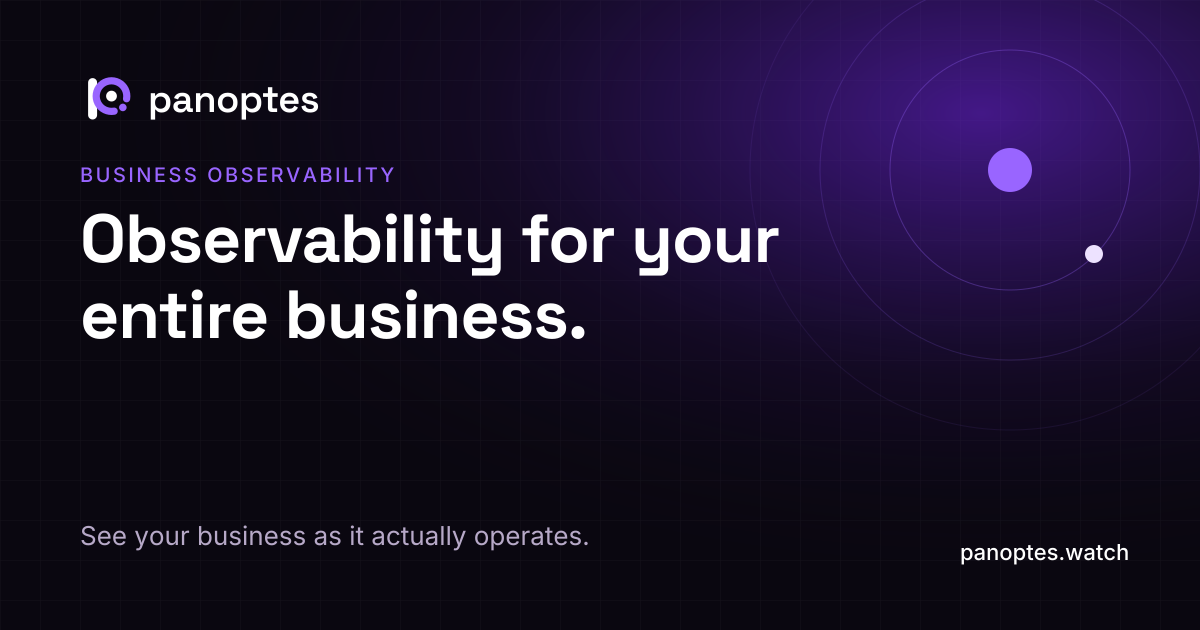 panoptes
BUSINESS OBSERVABILITY
Observability for your
entire business.
See your business as it actually operates.
panoptes.watch